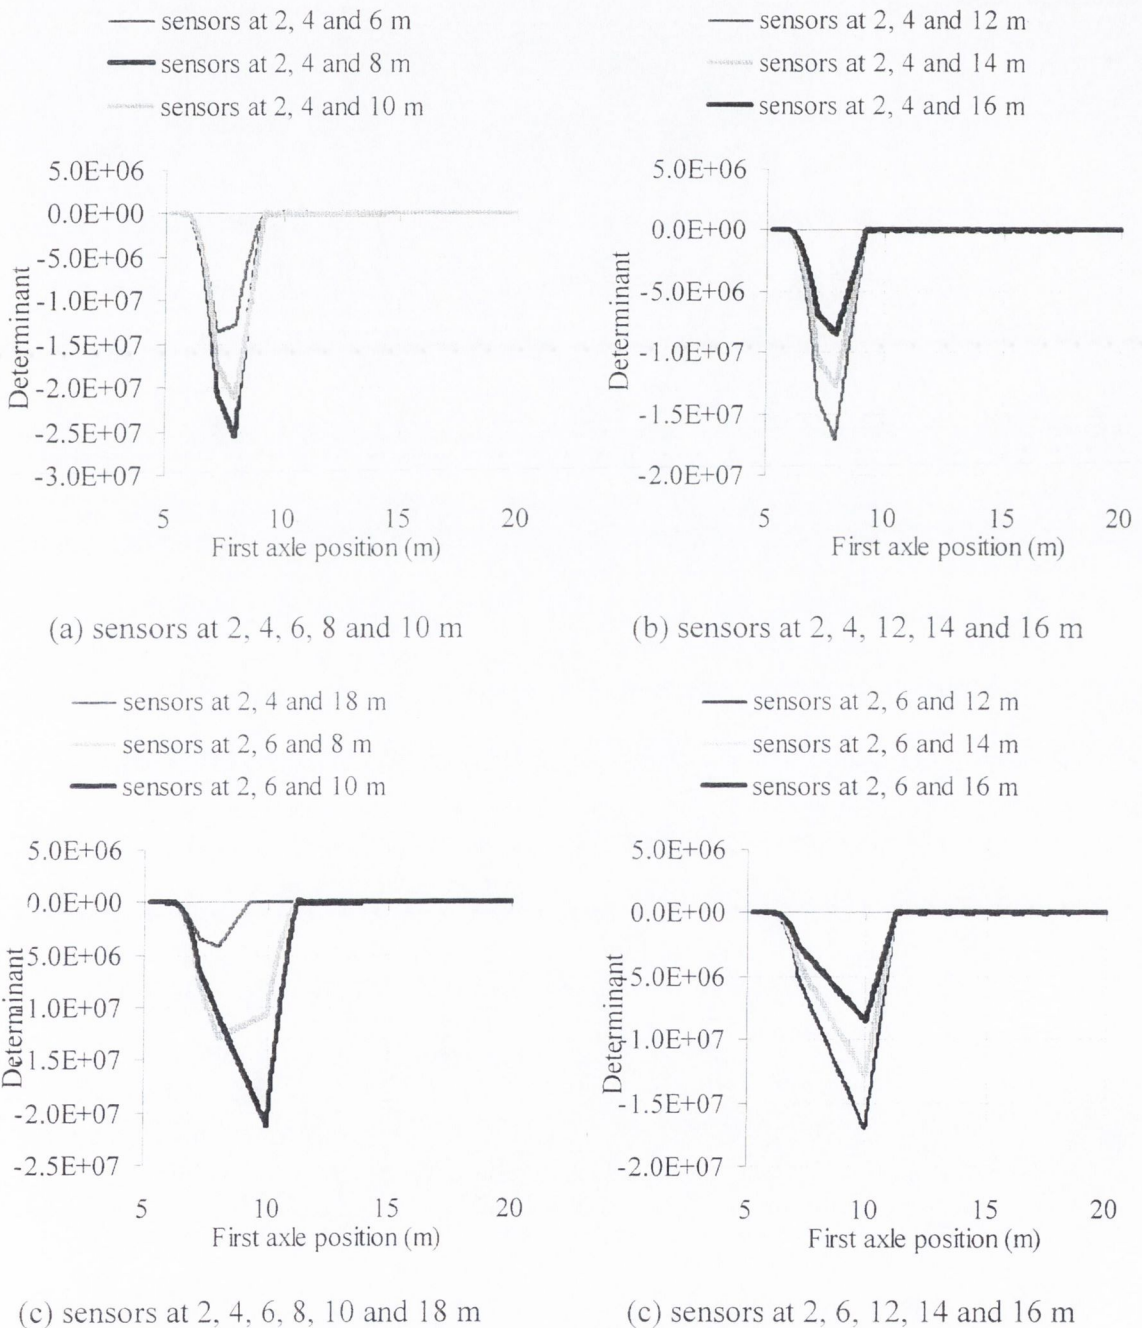 sensors at 2, 4 and 6 m
sensors at 2, 4 and 8 m
sensors at 2, 4 and 10 m
5.0E+06
0.0E+00
-5.0E+06
-1.0E+07
-1.5E+07
-2.0E+07
-2.5E+07
-3.0E+07
Determinant
5 10 15 20
First axle position (m)
(a) sensors at 2, 4, 6, 8 and 10 m
sensors at 2, 4 and 12 m
sensors at 2, 4 and 14 m
sensors at 2, 4 and 16 m
5.0E+06
0.0E+00
-5.0E+06
-1.0E+07
-1.5E+07
-2.0E+07
Determinant
5 10 15 20
First axle position (m)
(b) sensors at 2, 4, 12, 14 and 16 m
sensors at 2, 4 and 18 m
sensors at 2, 6 and 8 m
sensors at 2, 6 and 10 m
5.0E+06
0.0E+00
-5.0E+06
-1.0E+07
-1.5E+07
-2.0E+07
-2.5E+07
Determinant
5 10 15 20
First axle position (m)
(c) sensors at 2, 4, 6, 8, 10 and 18 m
sensors at 2, 6 and 12 m
sensors at 2, 6 and 14 m
sensors at 2, 6 and 16 m
5.0E+06
0.0E+00
-5.0E+06
-1.0E+07
-1.5E+07
-2.0E+07
Determinant
5 10 15 20
First axle position (m)
(c) sensors at 2, 6, 12, 14 and 16 m